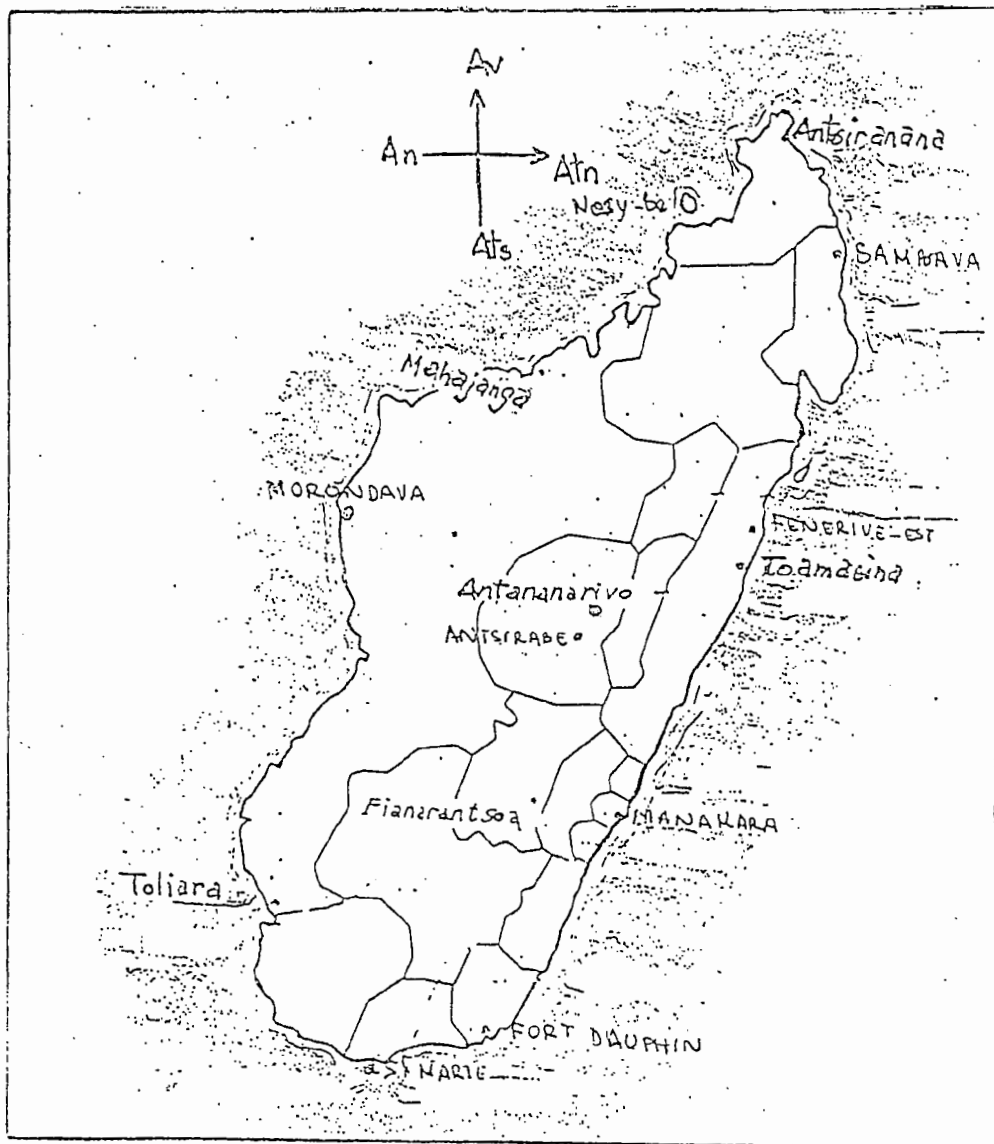 Av
Antsiranana
An
Atn
Nosy-be
Ats
SAMBAVA
Mahajanga
MORONDAVA
FENERIVE-EST
Toamasina
Antananarivo
ANTSIRABE
Fianarantsoa
MANAKARA
Toliara
FORT DAUPHIN
MARIE